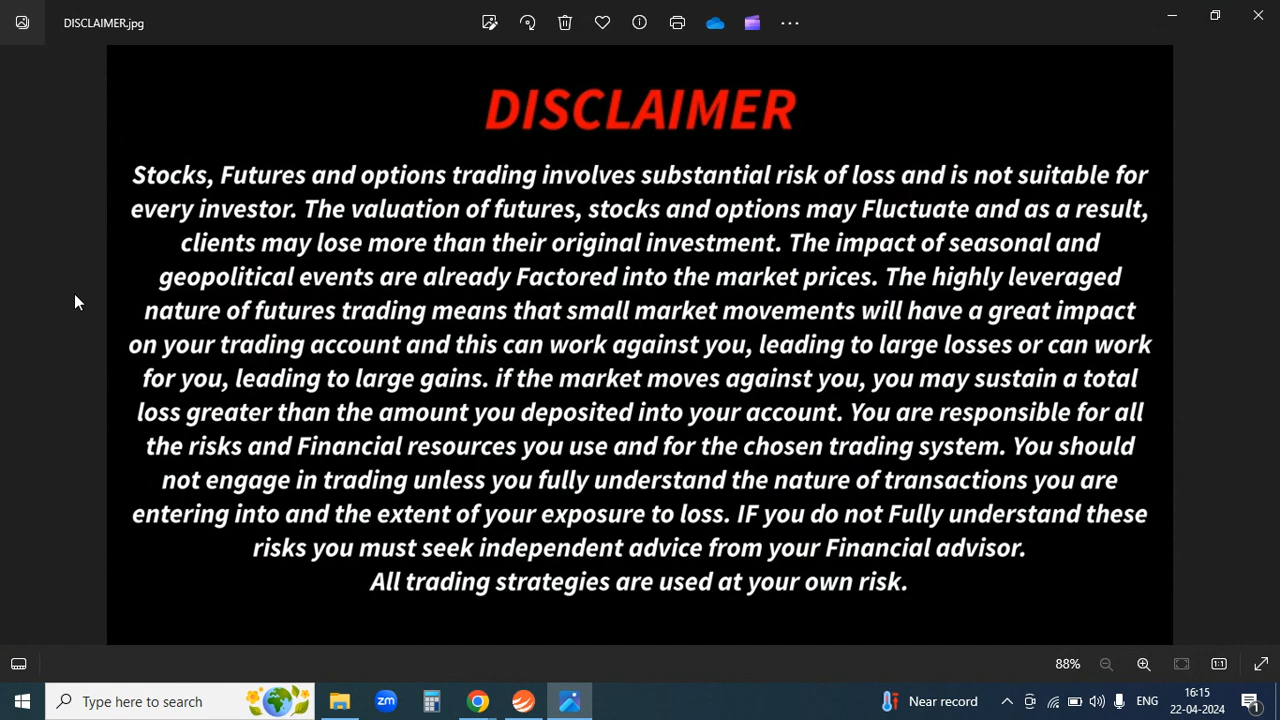 DISCLAIMER.jpg
DISCLAIMER
Stocks, Futures and options trading involves substantial risk of loss and is not suitable for
every investor. The valuation of futures, stocks and options may Fluctuate and as a result,
clients may lose more than their original investment. The impact of seasonal and
geopolitical events are already Factored into the market prices. The highly leveraged
nature of futures trading means that small market movements will have a great impact
on your trading account and this can work against you, leading to large losses or can work
for you, leading to large gains. if the market moves against you, you may sustain a total
loss greater than the amount you deposited into your account. You are responsible for all
the risks and Financial resources you use and for the chosen trading system. You should
not engage in trading unless you fully understand the nature of transactions you are
entering into and the extent of your exposure to loss. IF you do not Fully understand these
risks you must seek independent advice from your Financial advisor.
All trading strategies are used at your own risk.
88%
1:1
Type here to search
zm
Near record
ENG
16:15
22-04-2024
1